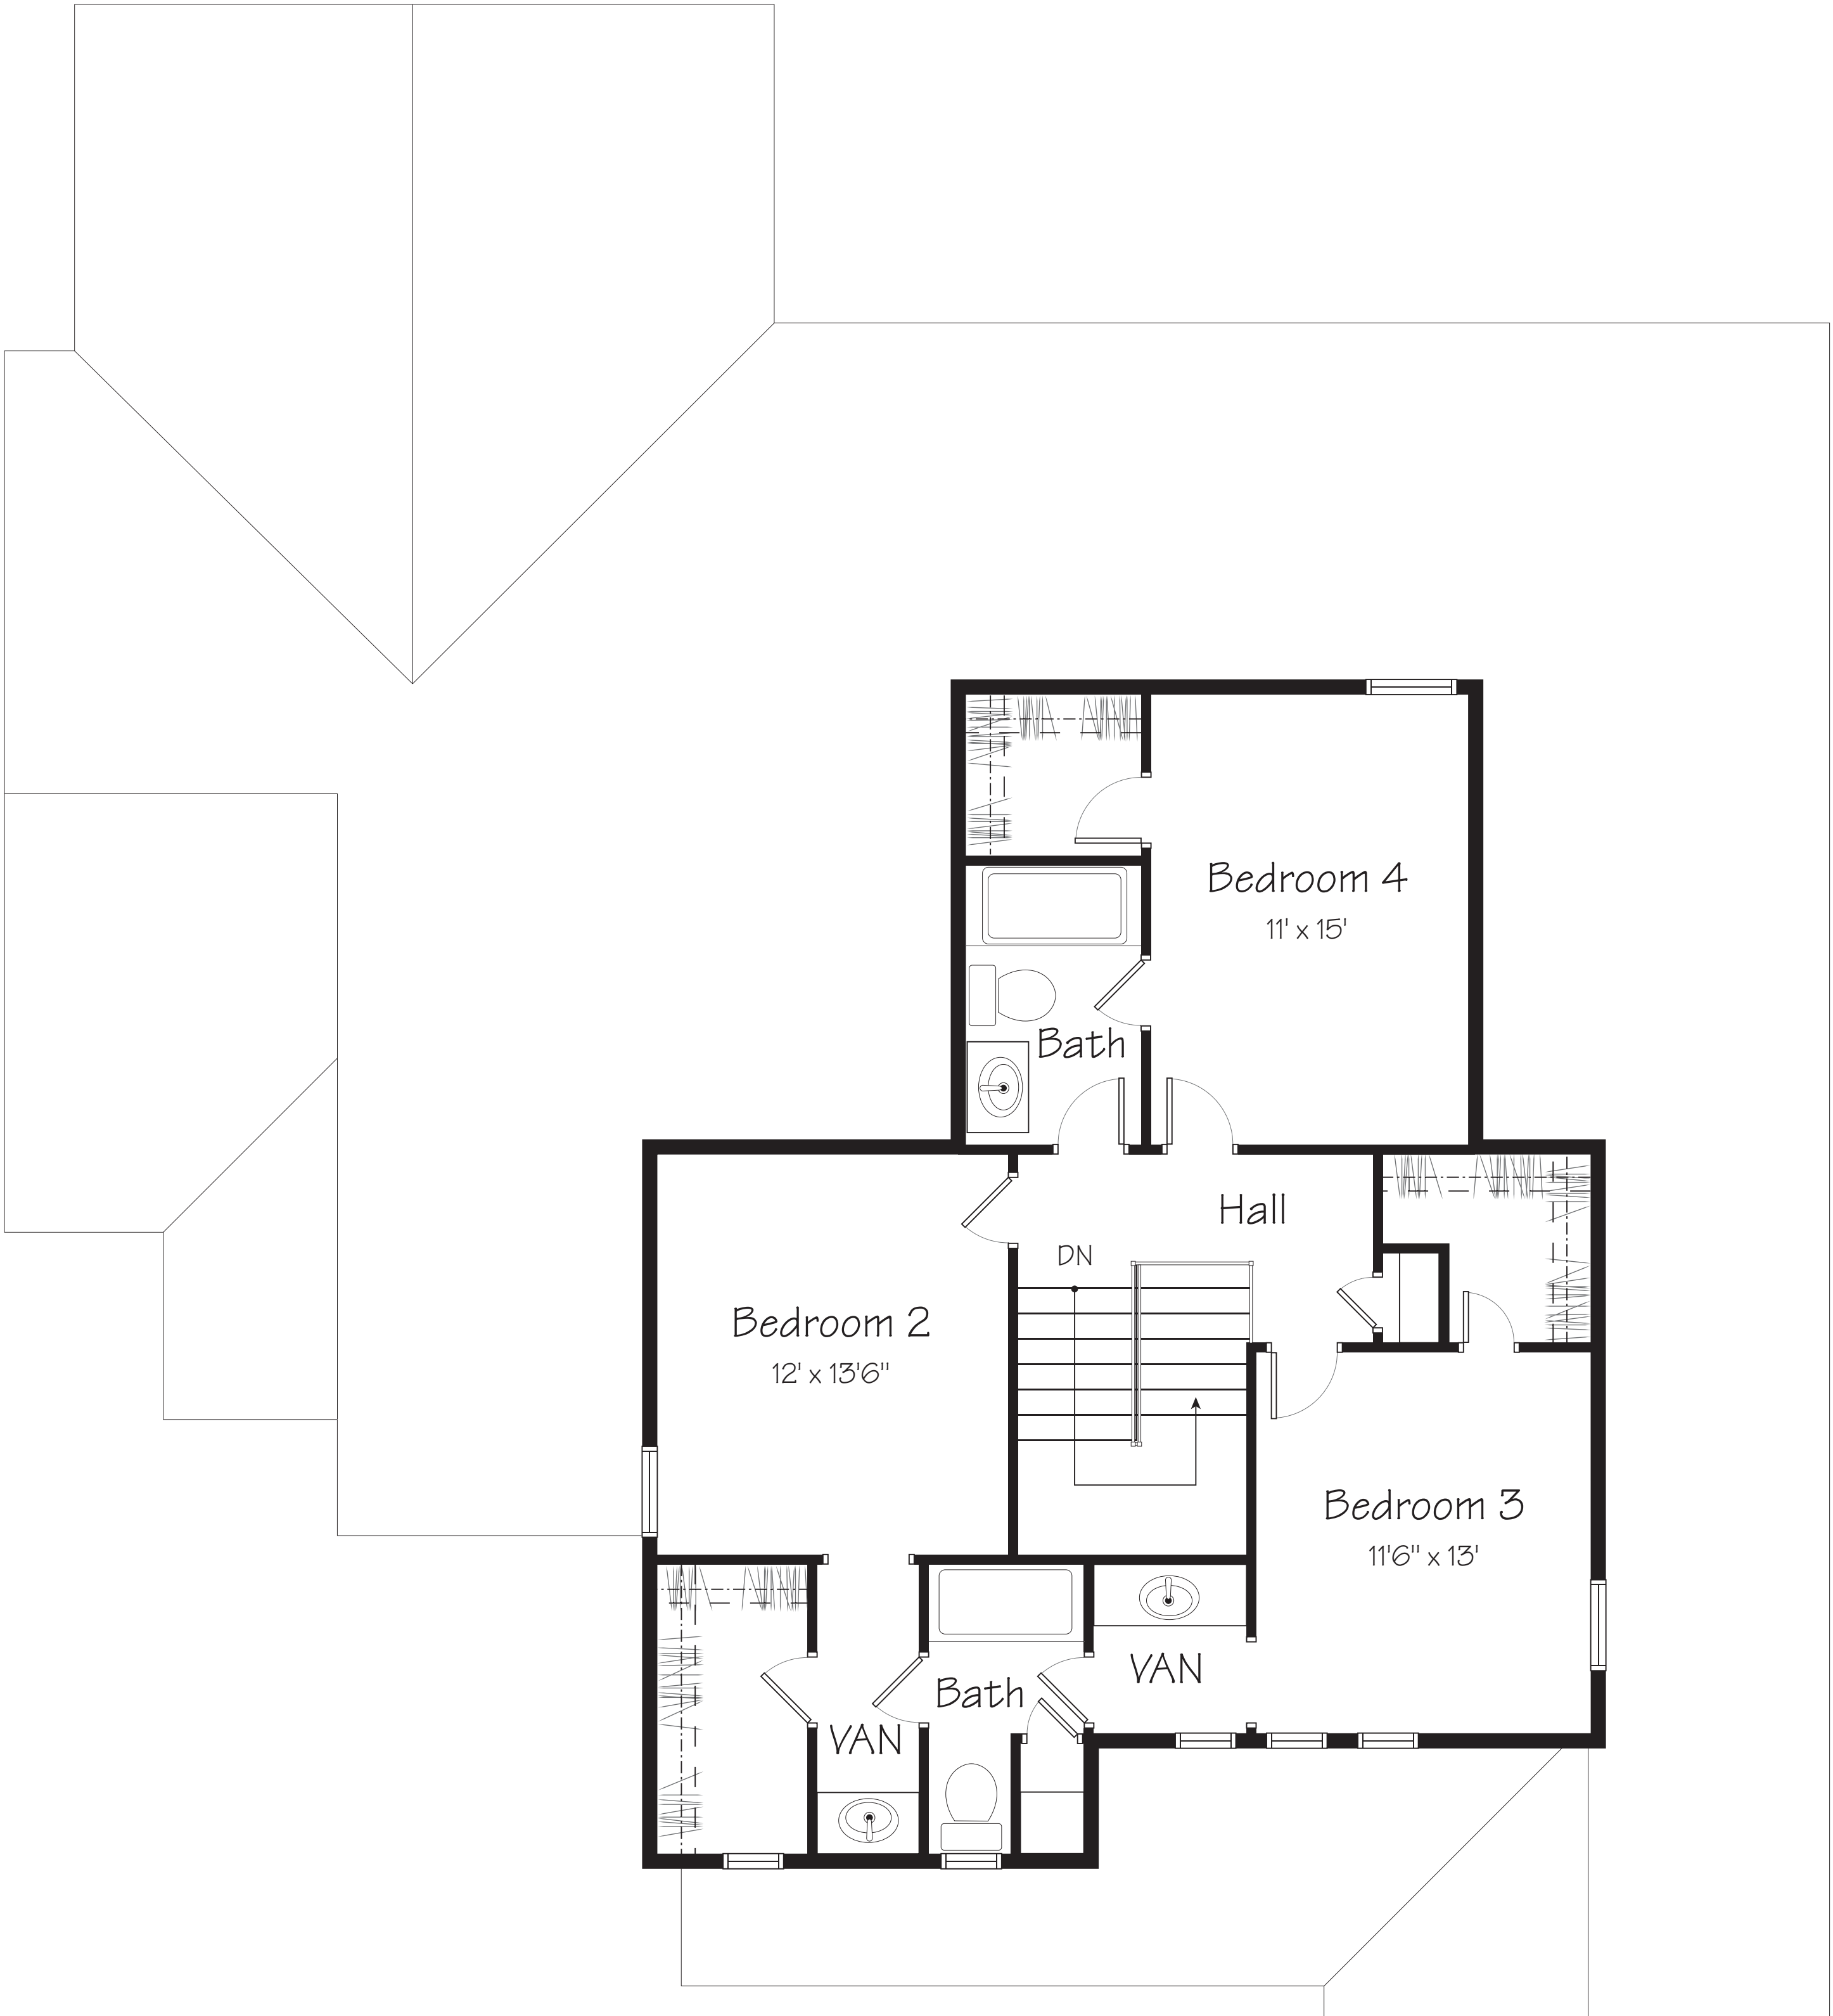 Bedroom 4
11' x 15'
Bath
Hall
DN
Bedroom 2
12' x 13'6"
Bedroom 3
11'6" x 13'
VAN
Bath
VAN